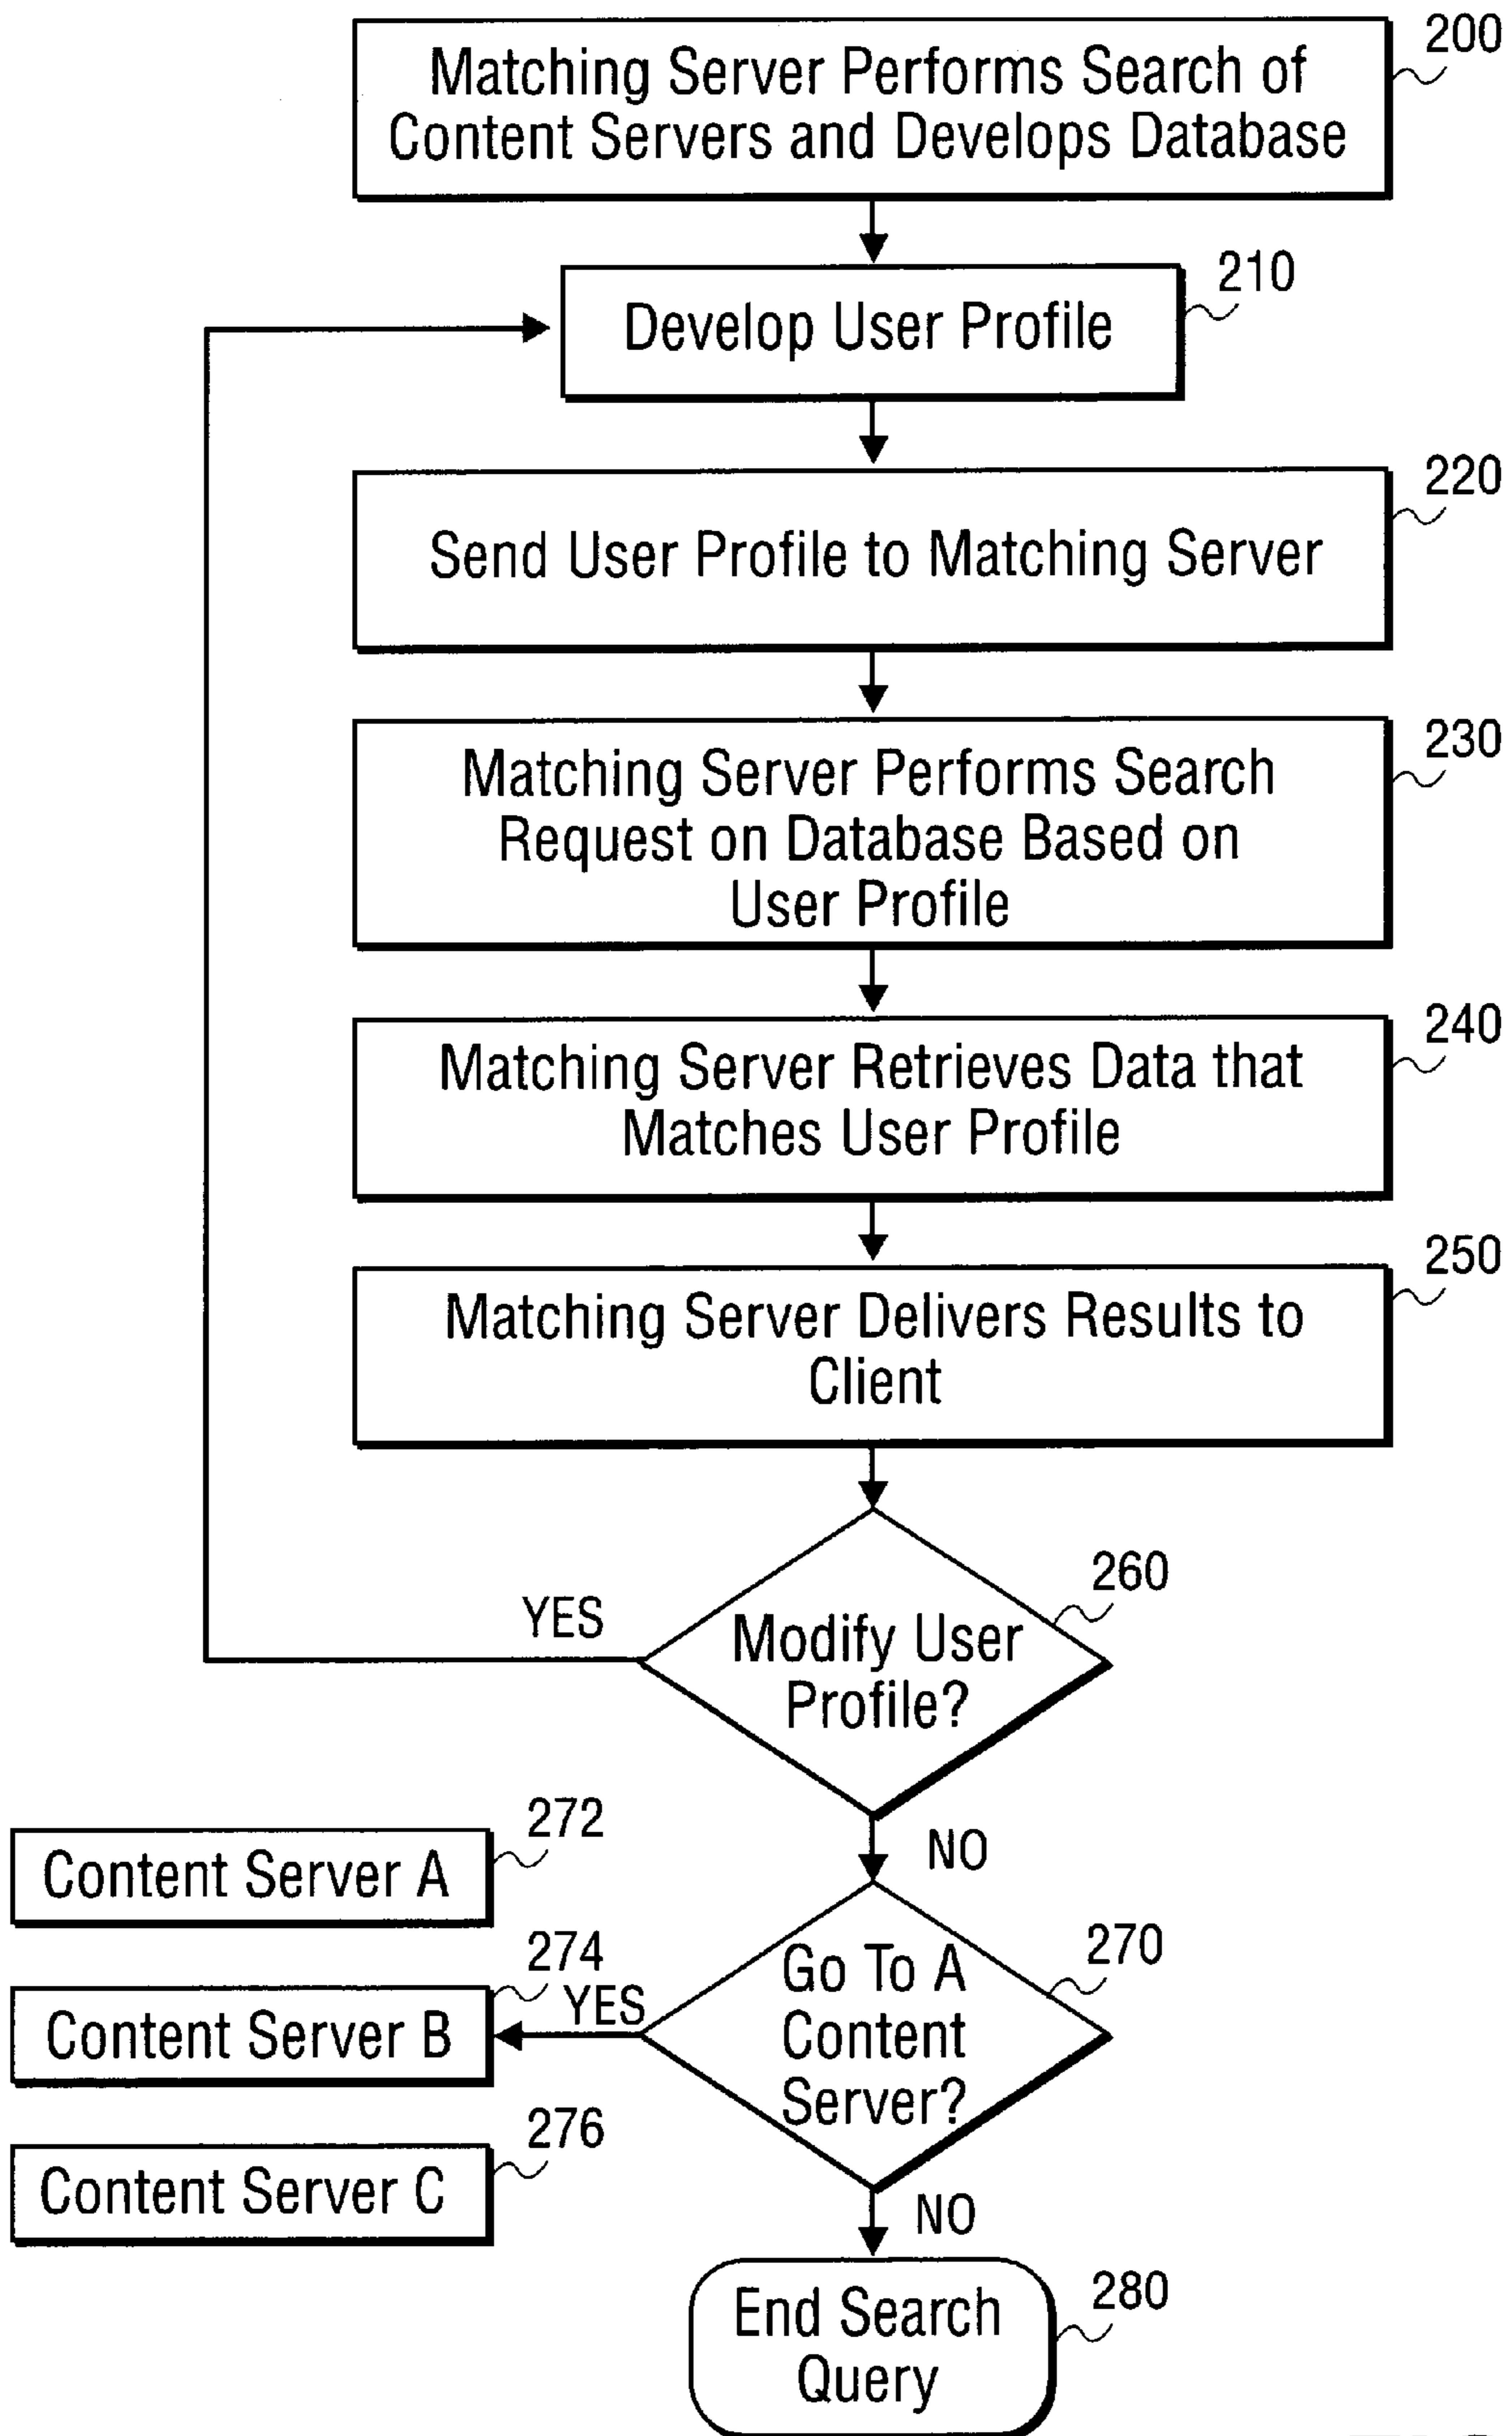 200
Matching Server Performs Search of
Content Servers and Develops Database
210
Develop User Profile
220
Send User Profile to Matching Server
230
Matching Server Performs Search
Request on Database Based on
User Profile
240
Matching Server Retrieves Data that
Matches User Profile
250
Matching Server Delivers Results to
Client
260
YES
Modify User
Profile?
NO
272
Content Server A
270
Go To A
Content
Server?
274
YES
Content Server B
276
Content Server C
NO
280
End Search
Query